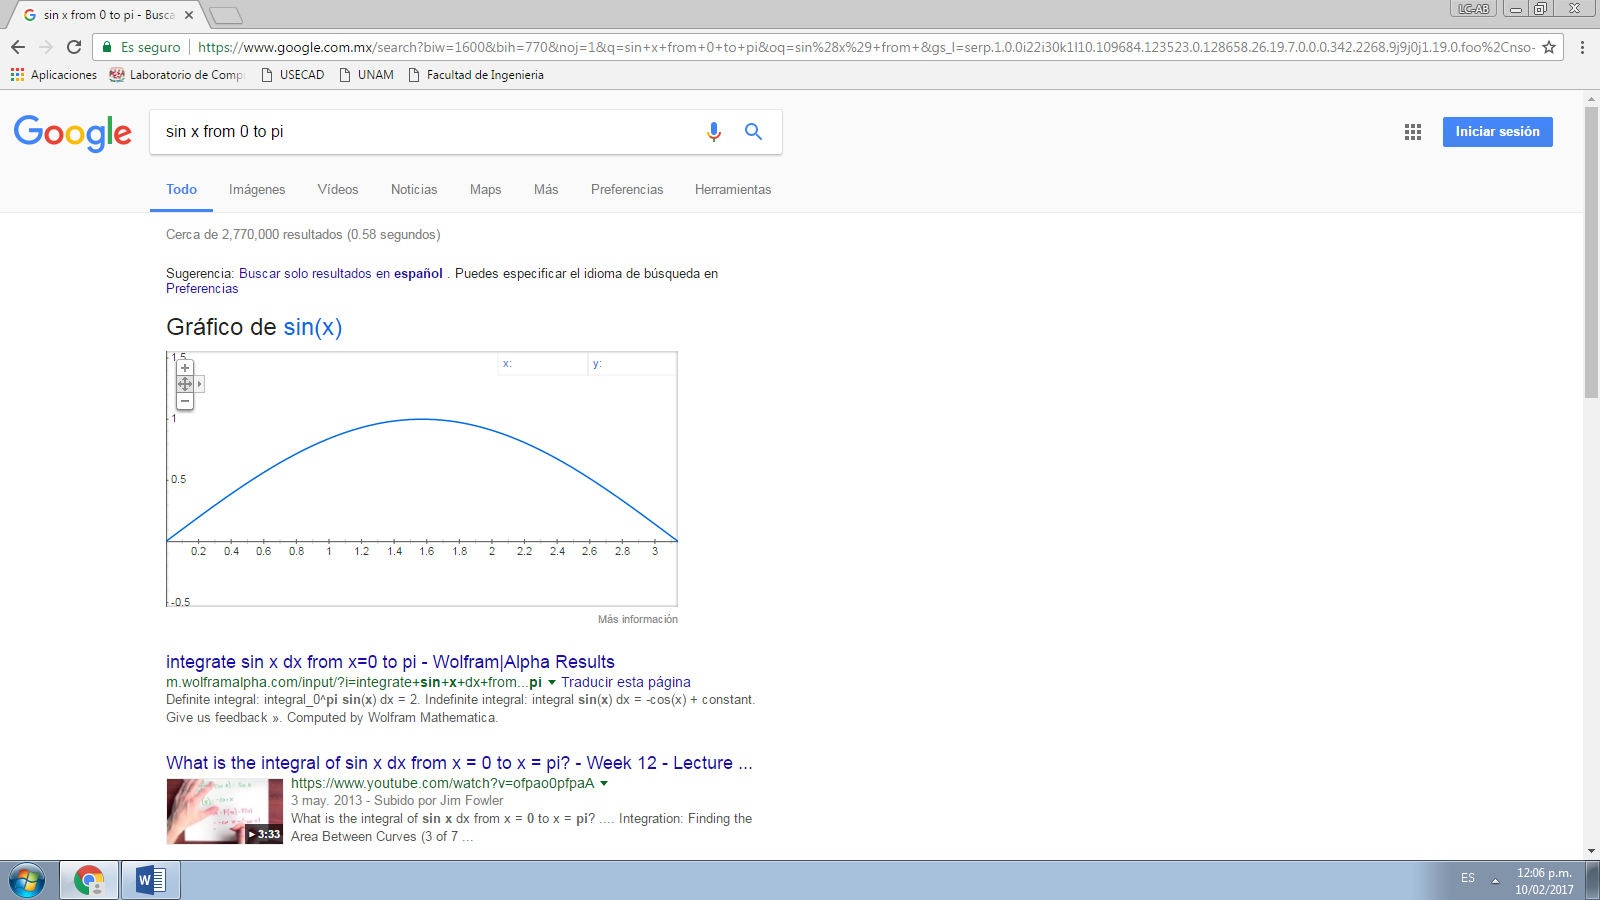 sin x from 0 to pi - Busca
LC-AB
Es seguro
https://www.google.com.mx/search?biw=1600&bih=770&noj=1&q=sin+x+from+0+to+pi&oq=sin%28x%29+from+&gs_l=serp.1.0.0i22i30k1l10.109684.123523.0.128658.26.19.7.0.0.0.342.2268.9j9j0j1.19.0.foo%2Cnso-
Aplicaciones Laboratorio de Compu USECAD UNAM Facultad de Ingenieria
Google
sin x from 0 to pi
Iniciar sesión
Todo Imágenes Vídeos Noticias Maps Más Preferencias Herramientas
Cerca de 2,770,000 resultados (0.58 segundos)
Sugerencia: Buscar solo resultados en español . Puedes especificar el idioma de búsqueda en
Preferencias
Gráfico de sin(x)
1.5
x: y:
1
0.5
0.2 0.4 0.6 0.8 1 1.2 1.4 1.6 1.8 2 2.2 2.4 2.6 2.8 3
-0.5
Más información
integrate sin x dx from x=0 to pi - Wolfram|Alpha Results
m.wolframalpha.com/input/?i=integrate+sin+x+dx+from...pi Traducir esta página
Definite integral: integral_0^pi sin(x) dx = 2. Indefinite integral: integral sin(x) dx = -cos(x) + constant.
Give us feedback ». Computed by Wolfram Mathematica.
What is the integral of sin x dx from x = 0 to x = pi? - Week 12 - Lecture ...
https://www.youtube.com/watch?v=ofpao0pfpaA
3 may. 2013 - Subido por Jim Fowler
What is the integral of sin x dx from x = 0 to x = pi? .... Integration: Finding the
Area Between Curves (3 of 7 ...
3:33
ES
12:06 p.m.
10/02/2017